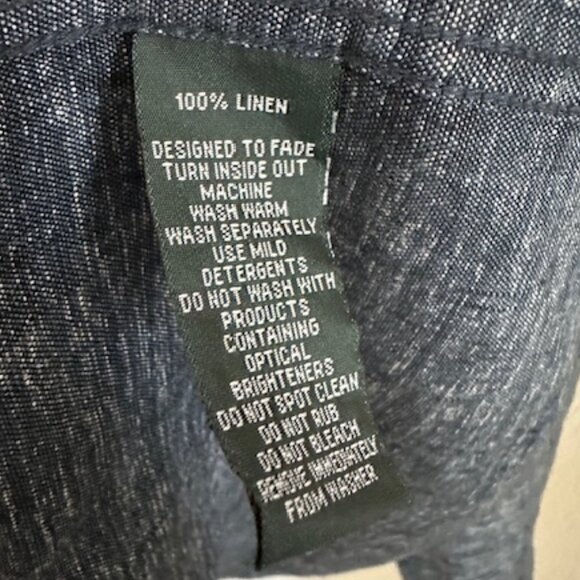 100% LINEN
DESIGNED TO FADE
TURN INSIDE OUT
MACHINE
WASH WARM
WASH SEPARATELY
USE MILD
DETERGENTS
DO NOT WASH WITH
PRODUCTS
CONTAINING
OPTICAL
BRIGHTENERS
DO NOT SPOT CLEAN
DO NOT RUB
DO NOT BLEACH
REMOVE IMMEDIATELY
FROM WASHER